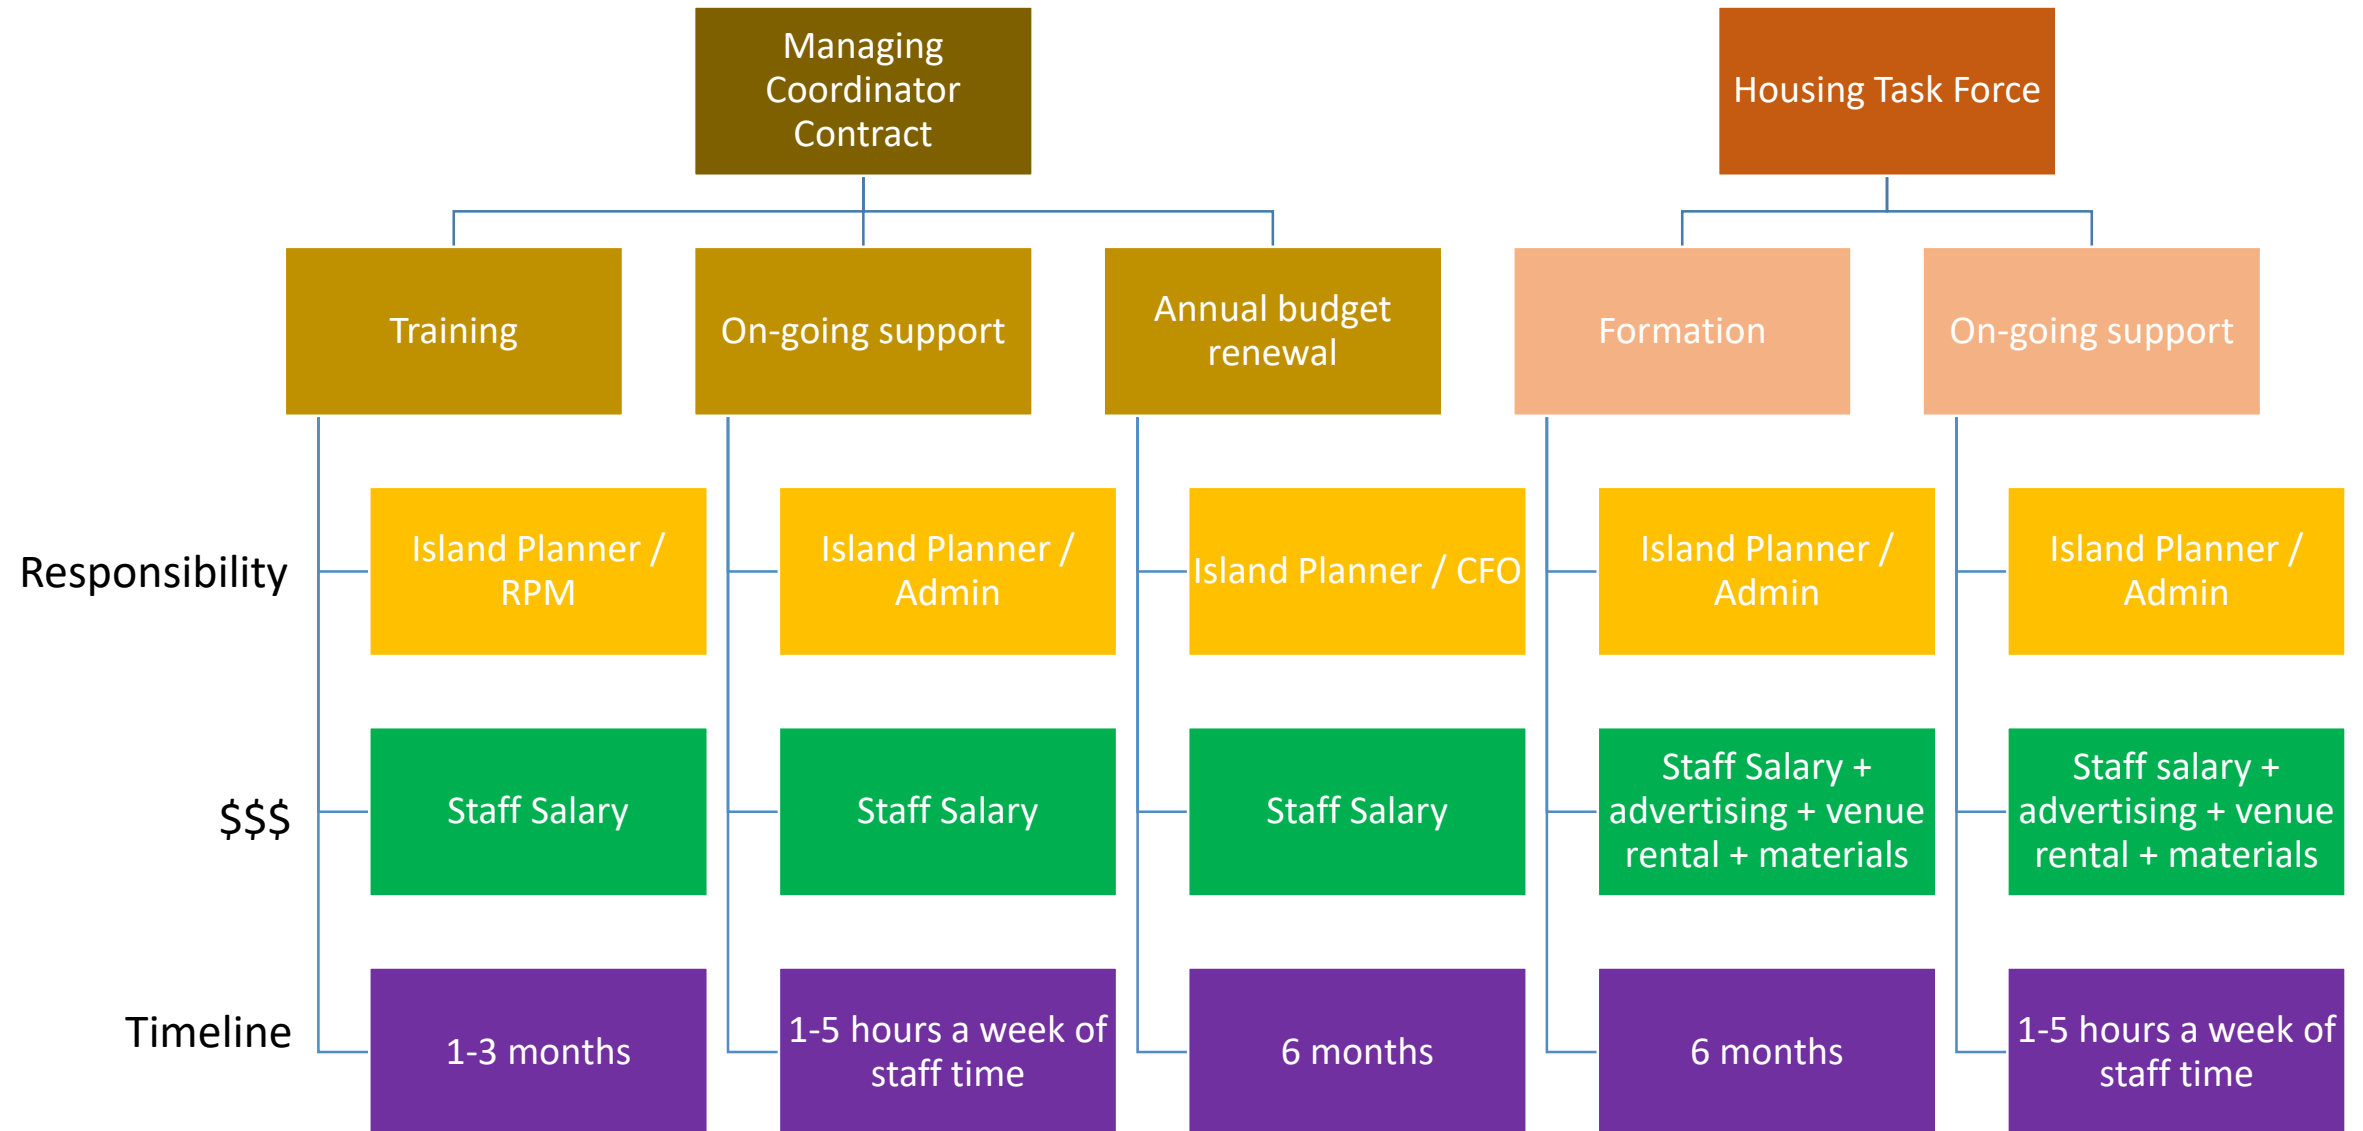 Managing
Coordinator
Contract
Housing Task Force
Training
On-going support
Annual budget
renewal
Formation
On-going support
Responsibility
Island Planner /
RPM
Island Planner /
Admin
Island Planner / CFO
Island Planner /
Admin
Island Planner /
Admin
$$$
Staff Salary
Staff Salary
Staff Salary
Staff Salary +
advertising + venue
rental + materials
Staff salary +
advertising + venue
rental + materials
Timeline
1-3 months
1-5 hours a week of
staff time
6 months
6 months
1-5 hours a week of
staff time